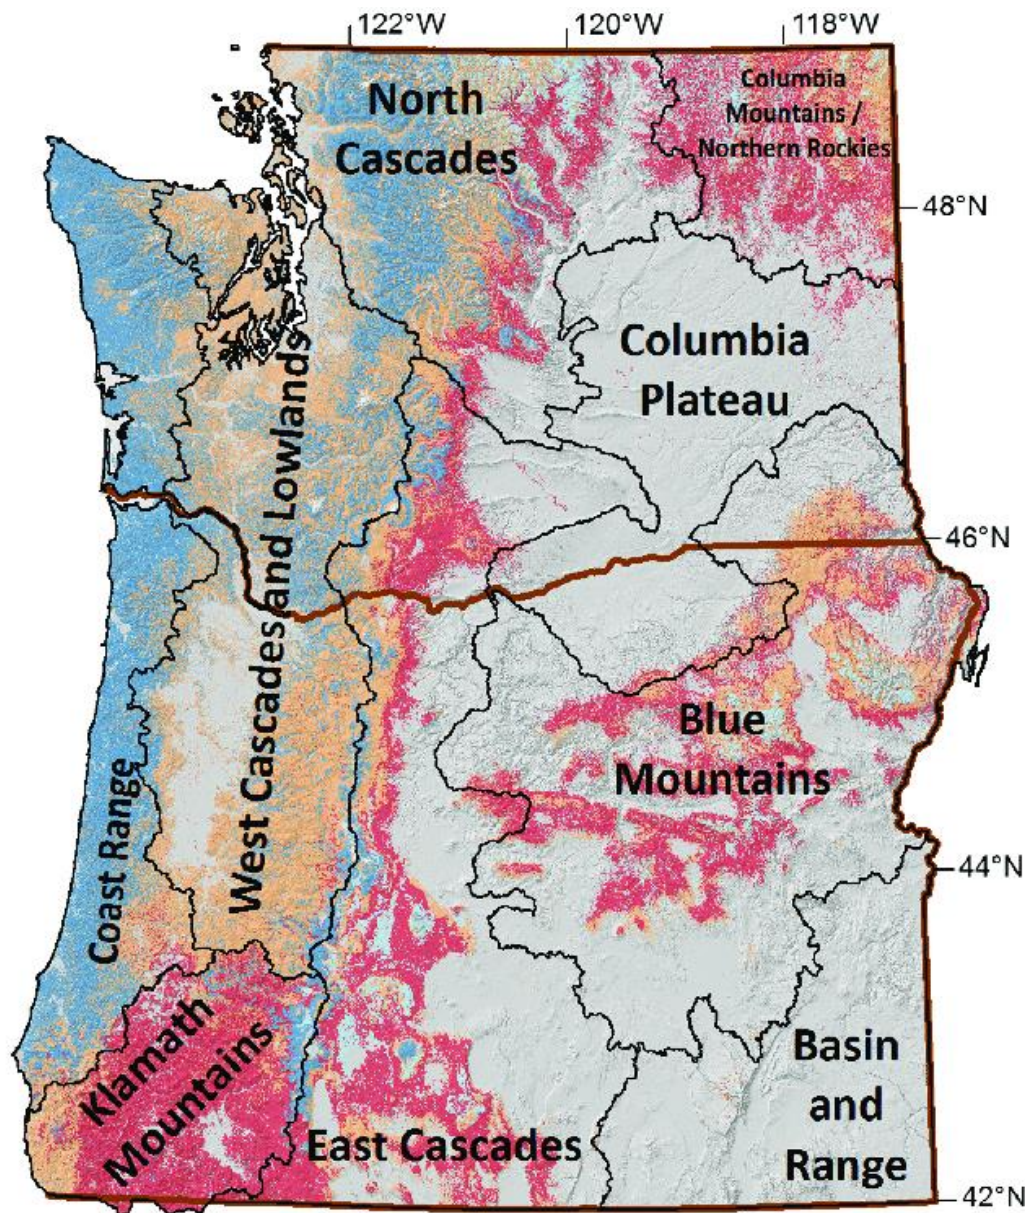 122°W
120°W
118°W
North
Cascades
Columbia
Mountains /
Northern Rockies
48°N
Columbia
Plateau
West Cascades and Lowlands
46°N
Blue
Mountains
Coast Range
44°N
Klamath
Mountains
Basin
and
Range
East Cascades
42°N